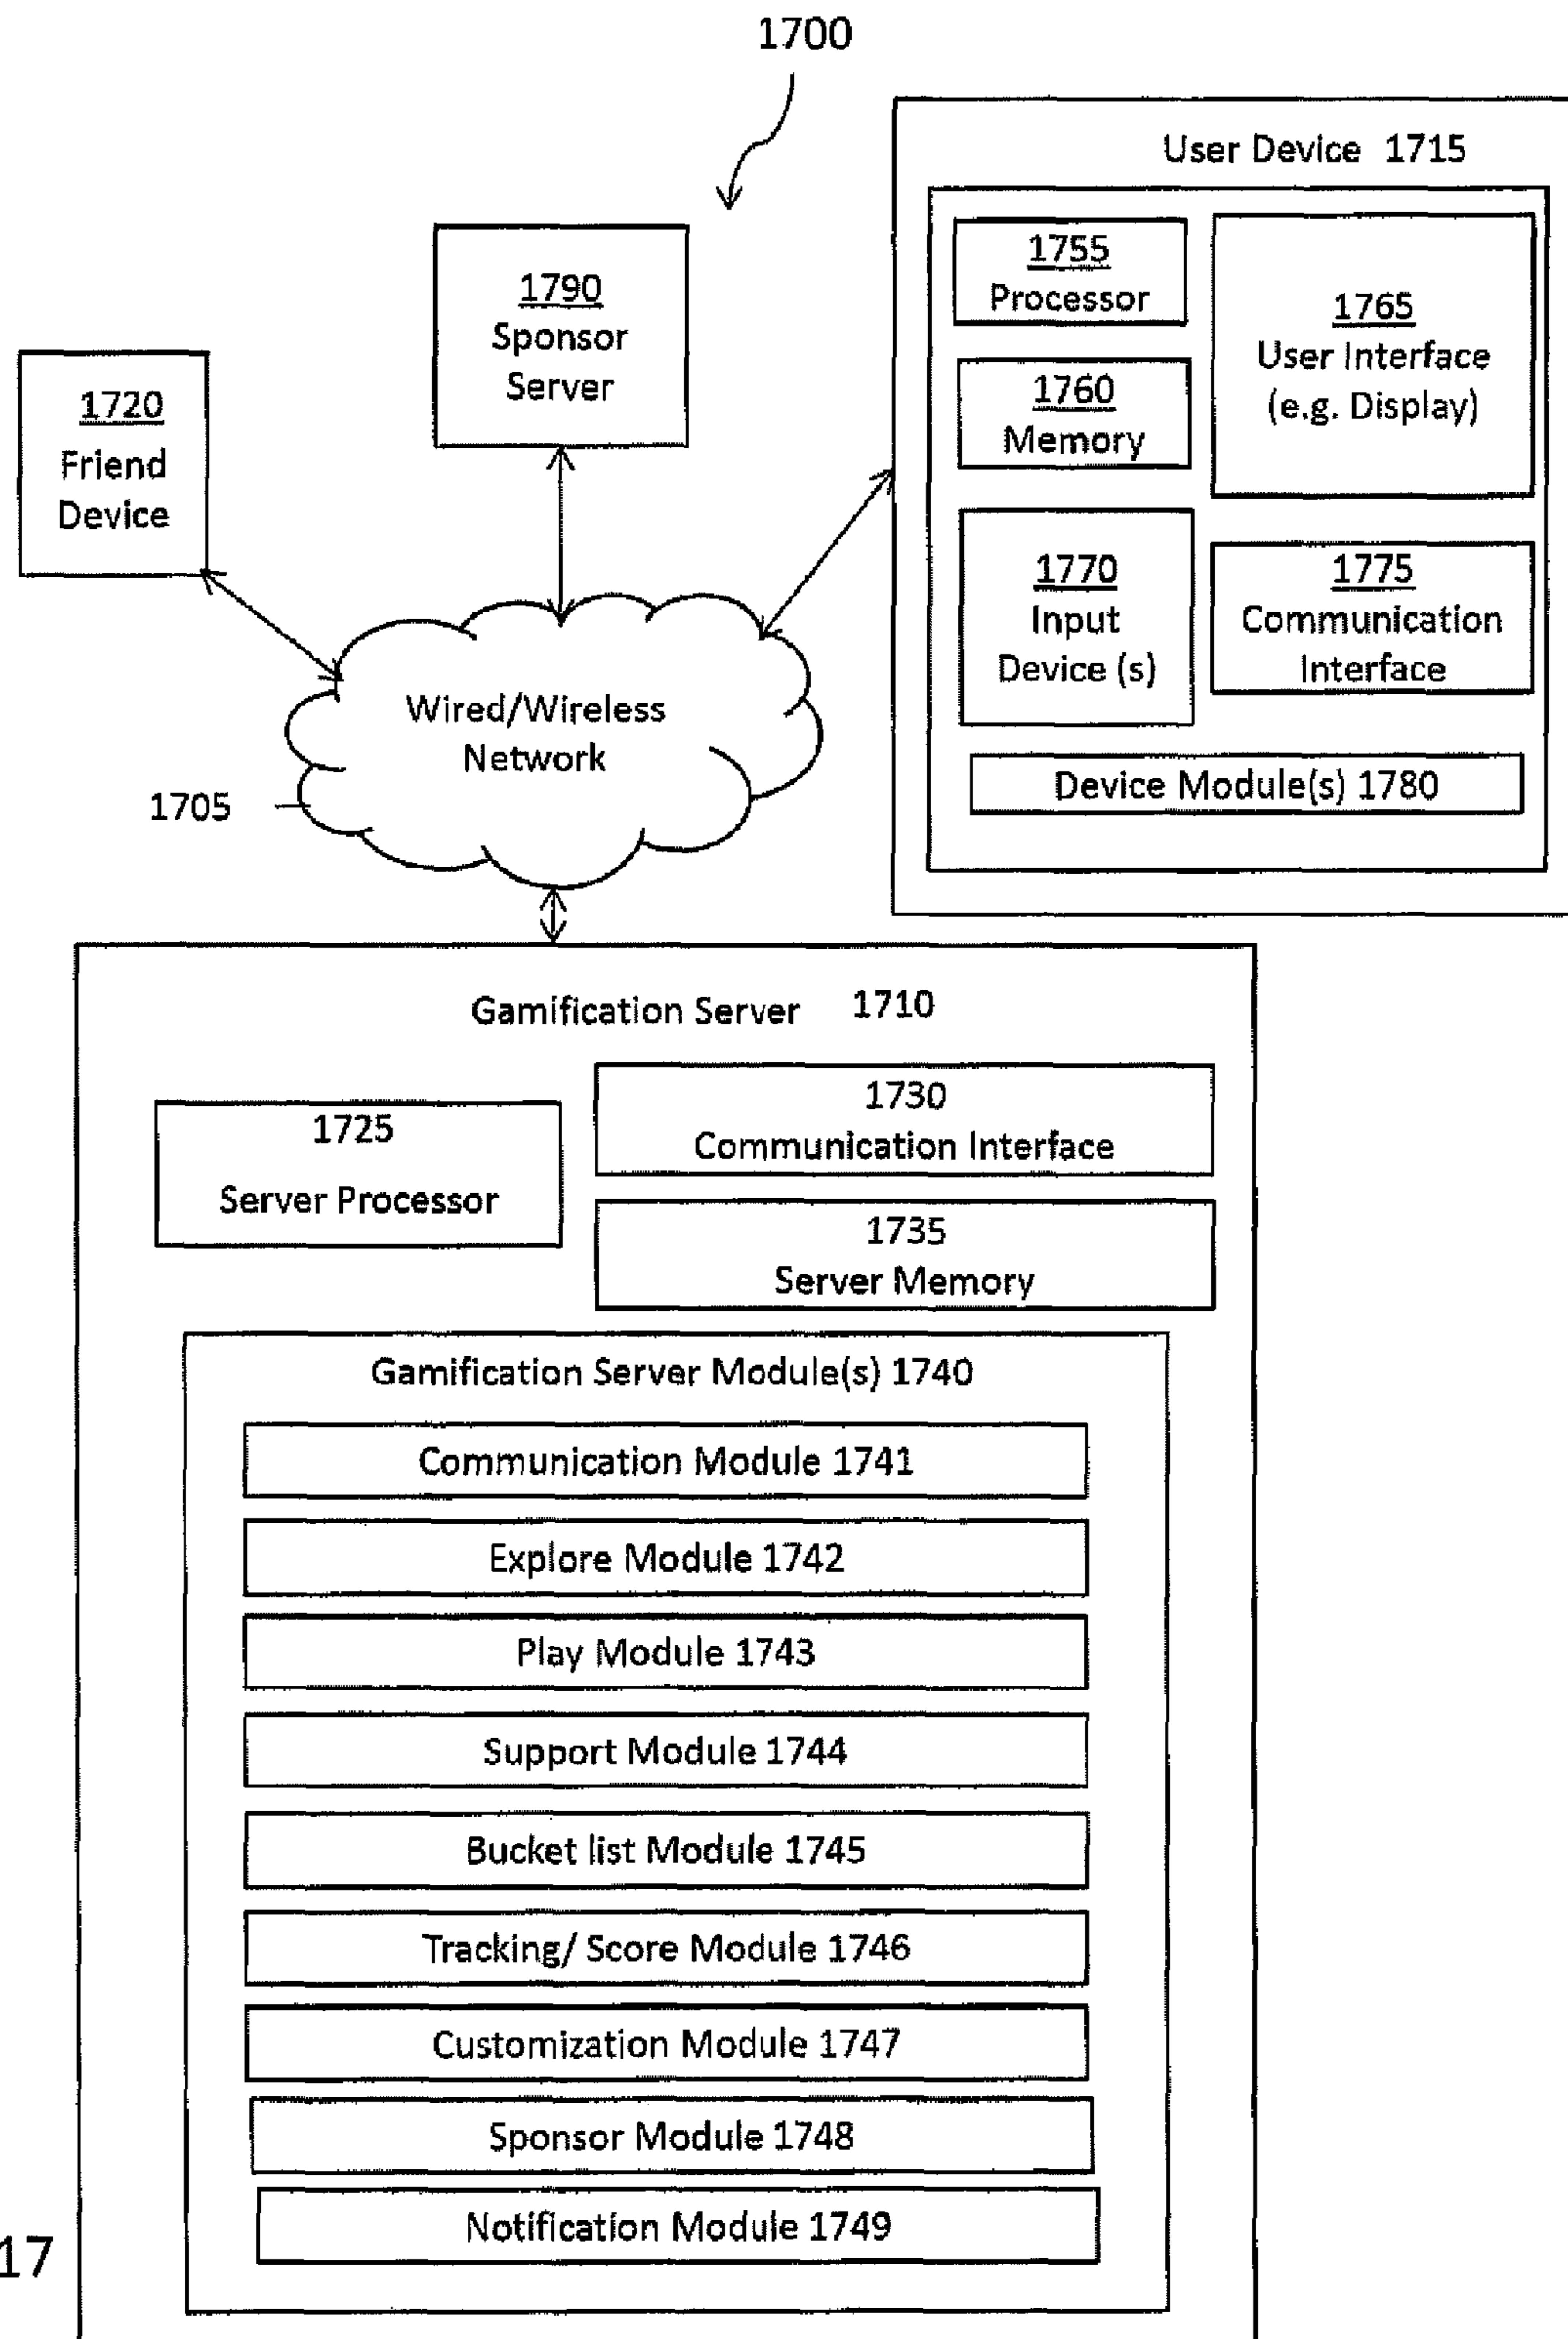 1700
User Device 1715
1755
Processor
1765
User Interface
(e.g. Display)
1760
Memory
1770
Input
Device (s)
1775
Communication
Interface
Device Module(s) 1780
1790
Sponsor
Server
1720
Friend
Device
Wired/Wireless
Network
1705
Gamification Server 1710
1725
Server Processor
1730
Communication Interface
1735
Server Memory
Gamification Server Module(s) 1740
Communication Module 1741
Explore Module 1742
Play Module 1743
Support Module 1744
Bucket list Module 1745
Tracking/ Score Module 1746
Customization Module 1747
Sponsor Module 1748
Notification Module 1749
17